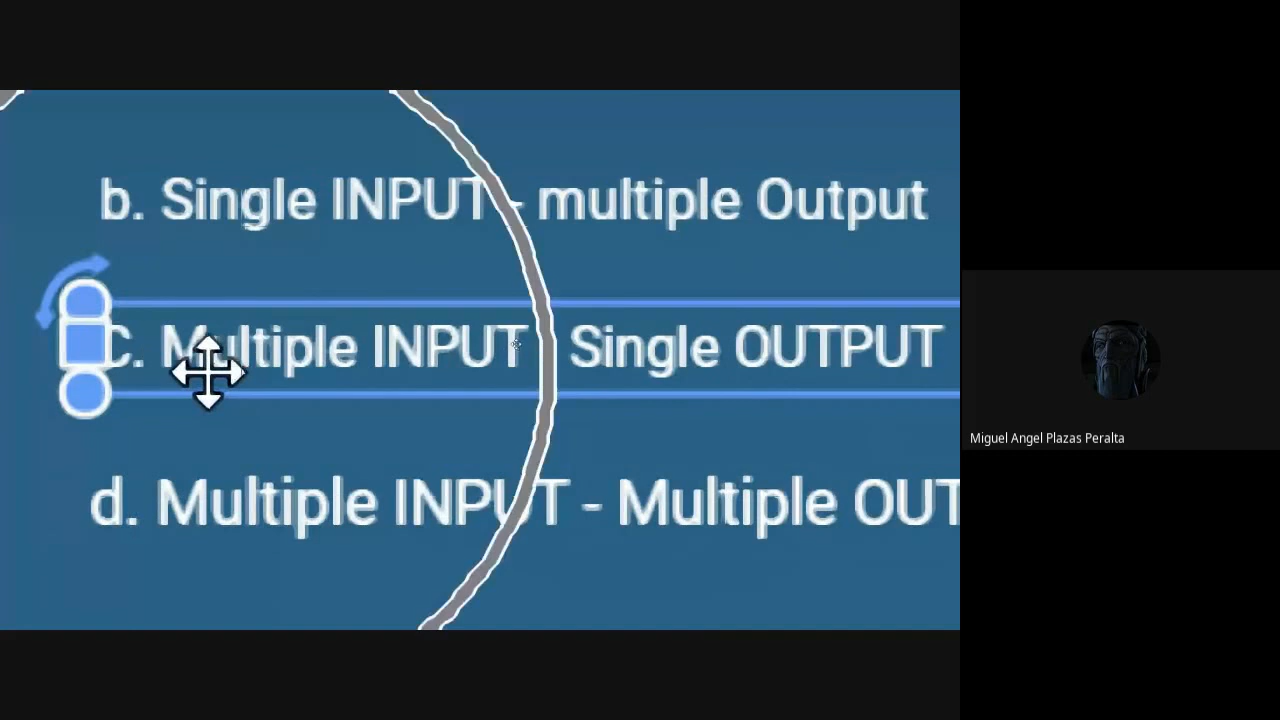 b. Single INPUT - multiple Output
C. Multiple INPUT Single OUTPUT
d. Multiple INPUT - Multiple OUT
Miguel Angel Plazas Peralta